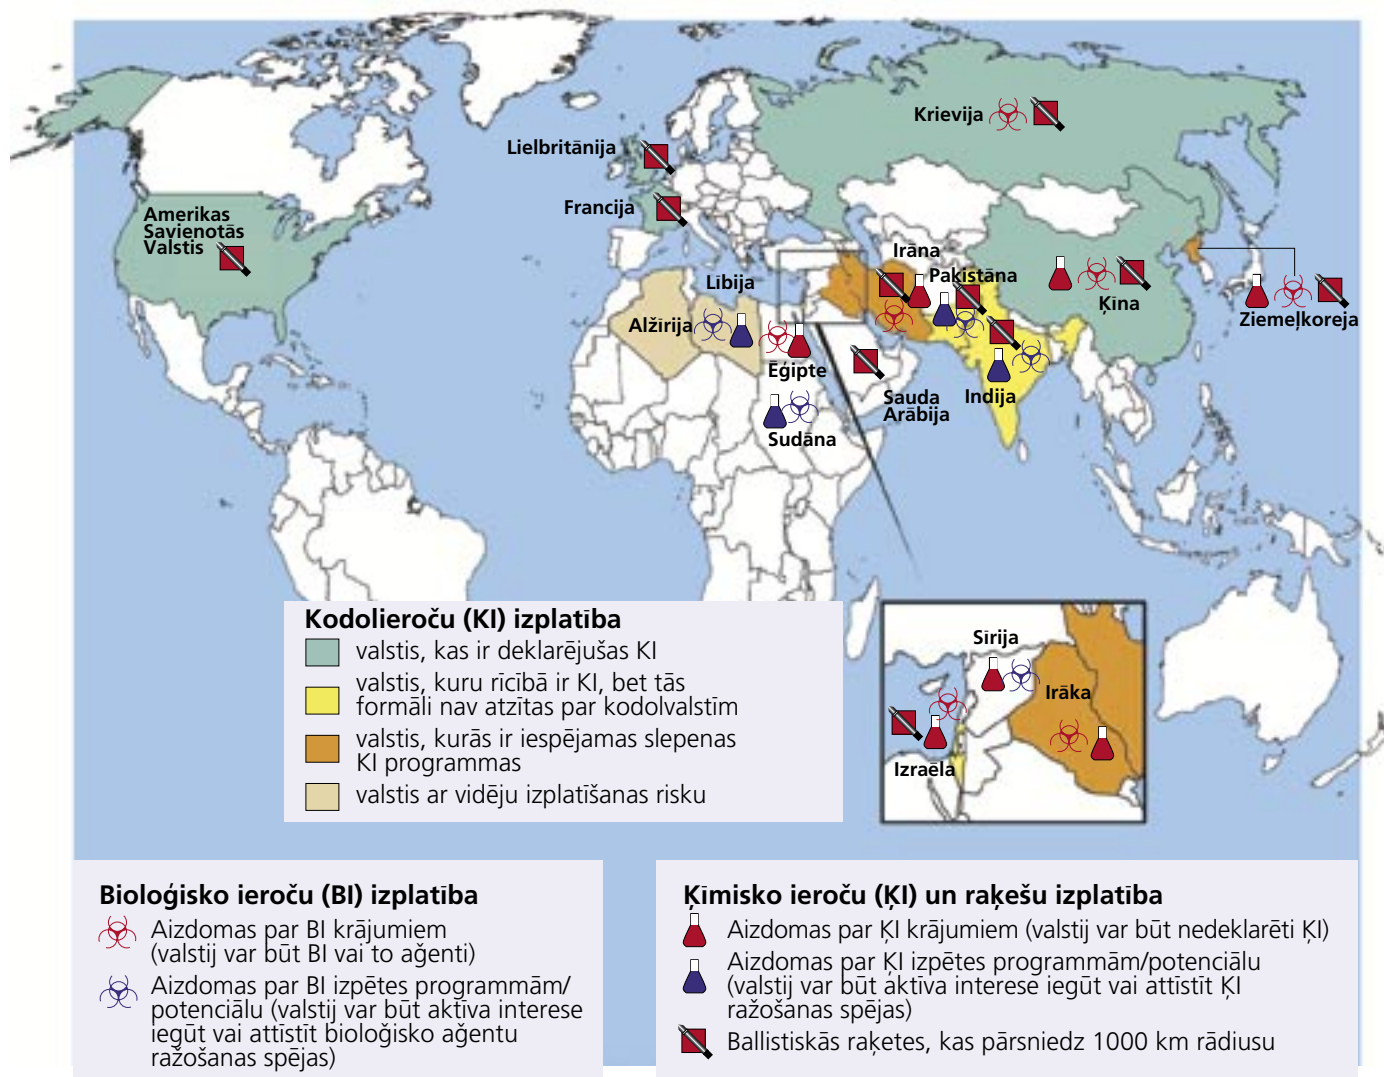 Krievija
Lielbritānija
Francija
Amerikas
Savienotās
Valstis
Irāna
Pakistāna
Lībija
Alžīrija
Ķīna
Ziemeļkoreja
Ēģipte
Sauda
Arābija
Indija
Sudāna
Kodolieroču (KI) izplatība
valstis, kas ir deklarējušas KI
valstis, kuru rīcībā ir KI, bet tās
formāli nav atzītas par kodolvalstīm
valstis, kurās ir iespējamas slepenas
KI programmas
valstis ar vidēju izplatīšanas risku
Sīrija
Irāka
Izraēla
Bioloģisko ieroču (BI) izplatība
Aizdomas par BI krājumiem
(valstij var būt BI vai to aģenti)
Aizdomas par BI izpētes programmām/
potenciālu (valstij var būt aktīva interese
iegūt vai attīstīt bioloģisko aģentu
ražošanas spējas)
Ķīmisko ieroču (ĶI) un raķešu izplatība
Aizdomas par ĶI krājumiem (valstij var būt nedeklarēti ĶI)
Aizdomas par ĶI izpētes programmām/potenciālu
(valstij var būt aktīva interese iegūt vai attīstīt ĶI
ražošanas spējas)
Ballistiskās raķetes, kas pārsniedz 1000 km rādiusu